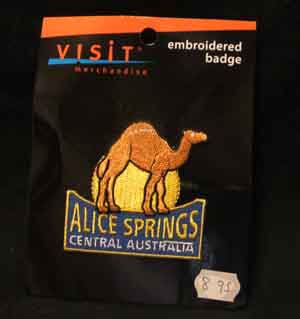 VISIT
merchandise
embroidered
badge
ALICE SPRINGS
CENTRAL AUSTRALIA
8 95